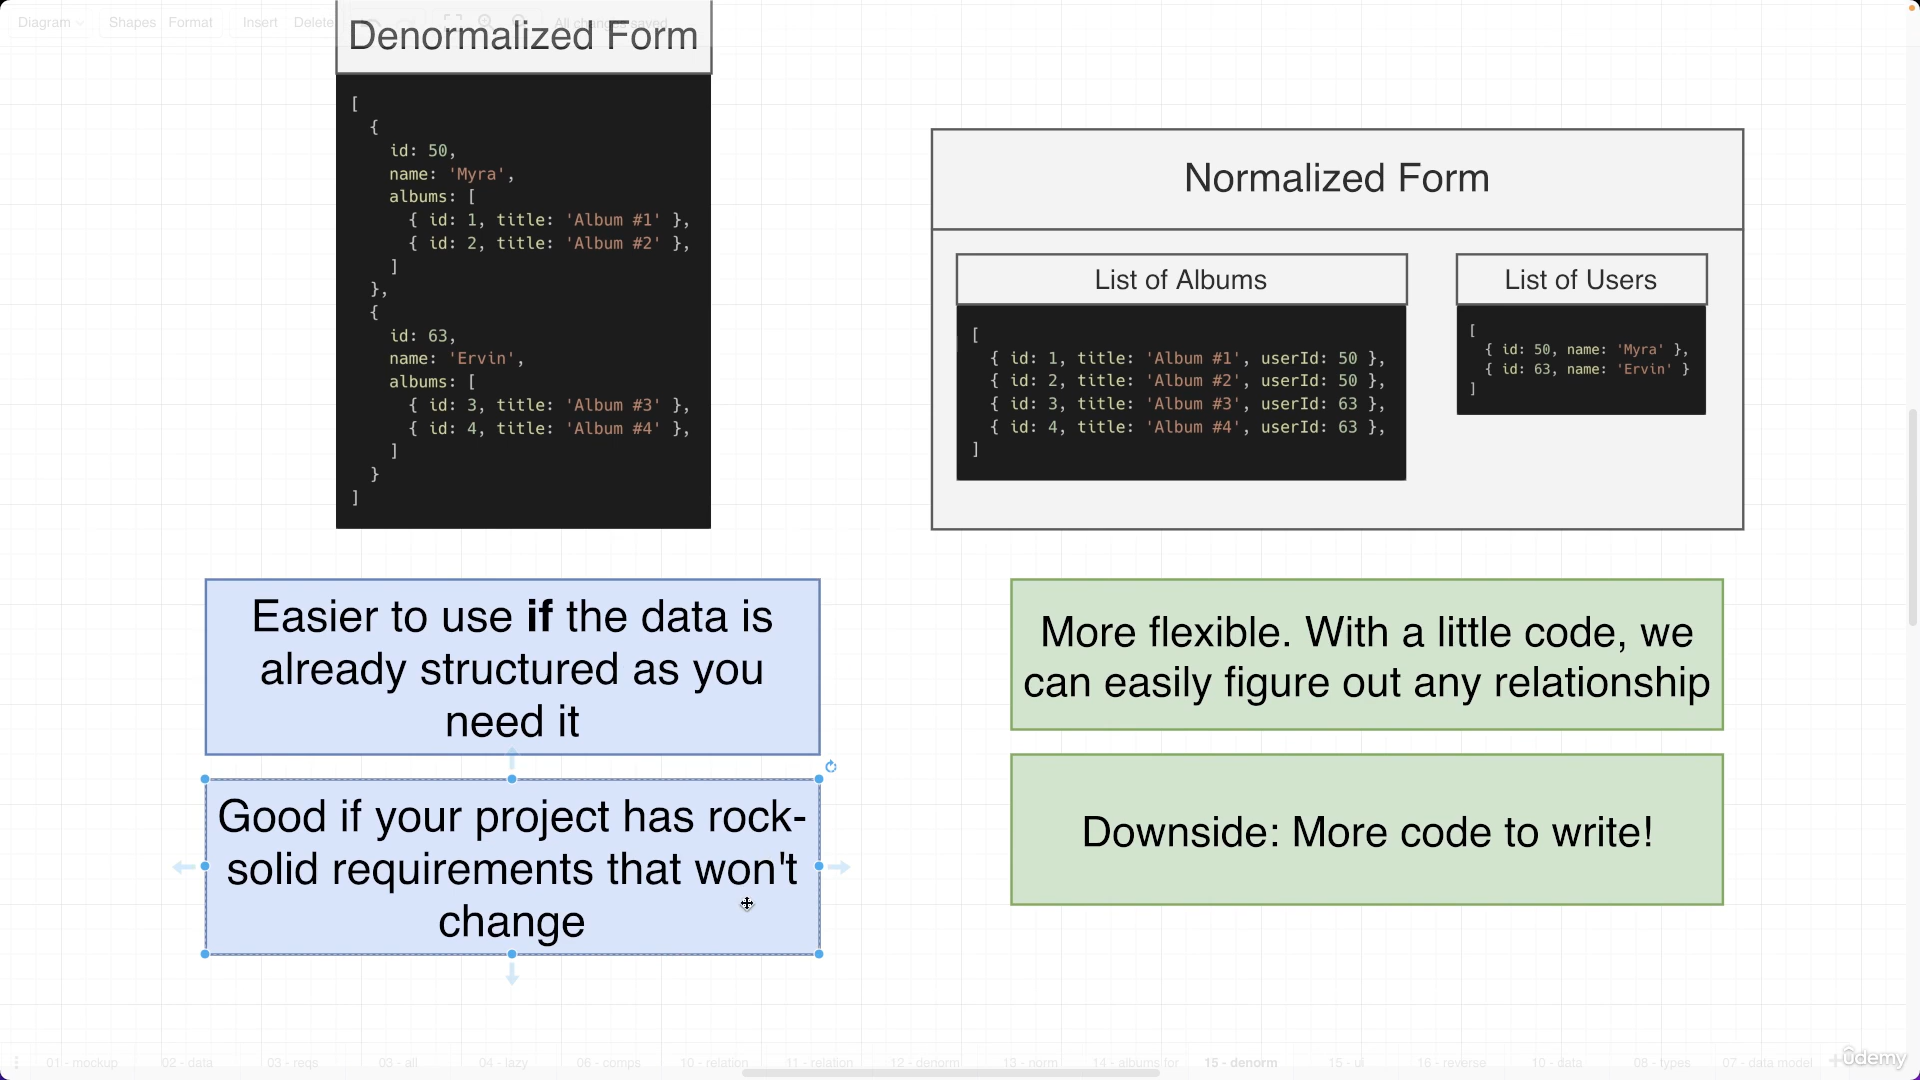 Diagram
Shapes
Format
Insert
Delete
Denormalized Form
[
{
id: 50,
name: 'Myra',
albums: [
{ id: 1, title: 'Album #1' },
{ id: 2, title: 'Album #2' },
]
},
{
id: 63,
name: 'Ervin',
albums: [
{ id: 3, title: 'Album #3' },
{ id: 4, title: 'Album #4' },
]
}
]
Normalized Form
List of Albums
[
{ id: 1, title: 'Album #1', userId: 50 },
{ id: 2, title: 'Album #2', userId: 50 },
{ id: 3, title: 'Album #3', userId: 63 },
{ id: 4, title: 'Album #4', userId: 63 },
]
List of Users
[
{ id: 50, name: 'Myra' },
{ id: 63, name: 'Ervin' }
]
Easier to use if the data is
already structured as you
need it
Good if your project has rock-
solid requirements that won't
change
More flexible. With a little code, we
can easily figure out any relationship
Downside: More code to write!
01 - mockup
02 - data
03 - reqs
03 - all
04 - lazy
06 - comps
10 - relation
11 - relation
12 - denorm
13 - norm
14 - albums for
15 - denorm
15 - ui
16 - reverse
10 - data
08 - types
07 - data model
ûdemy